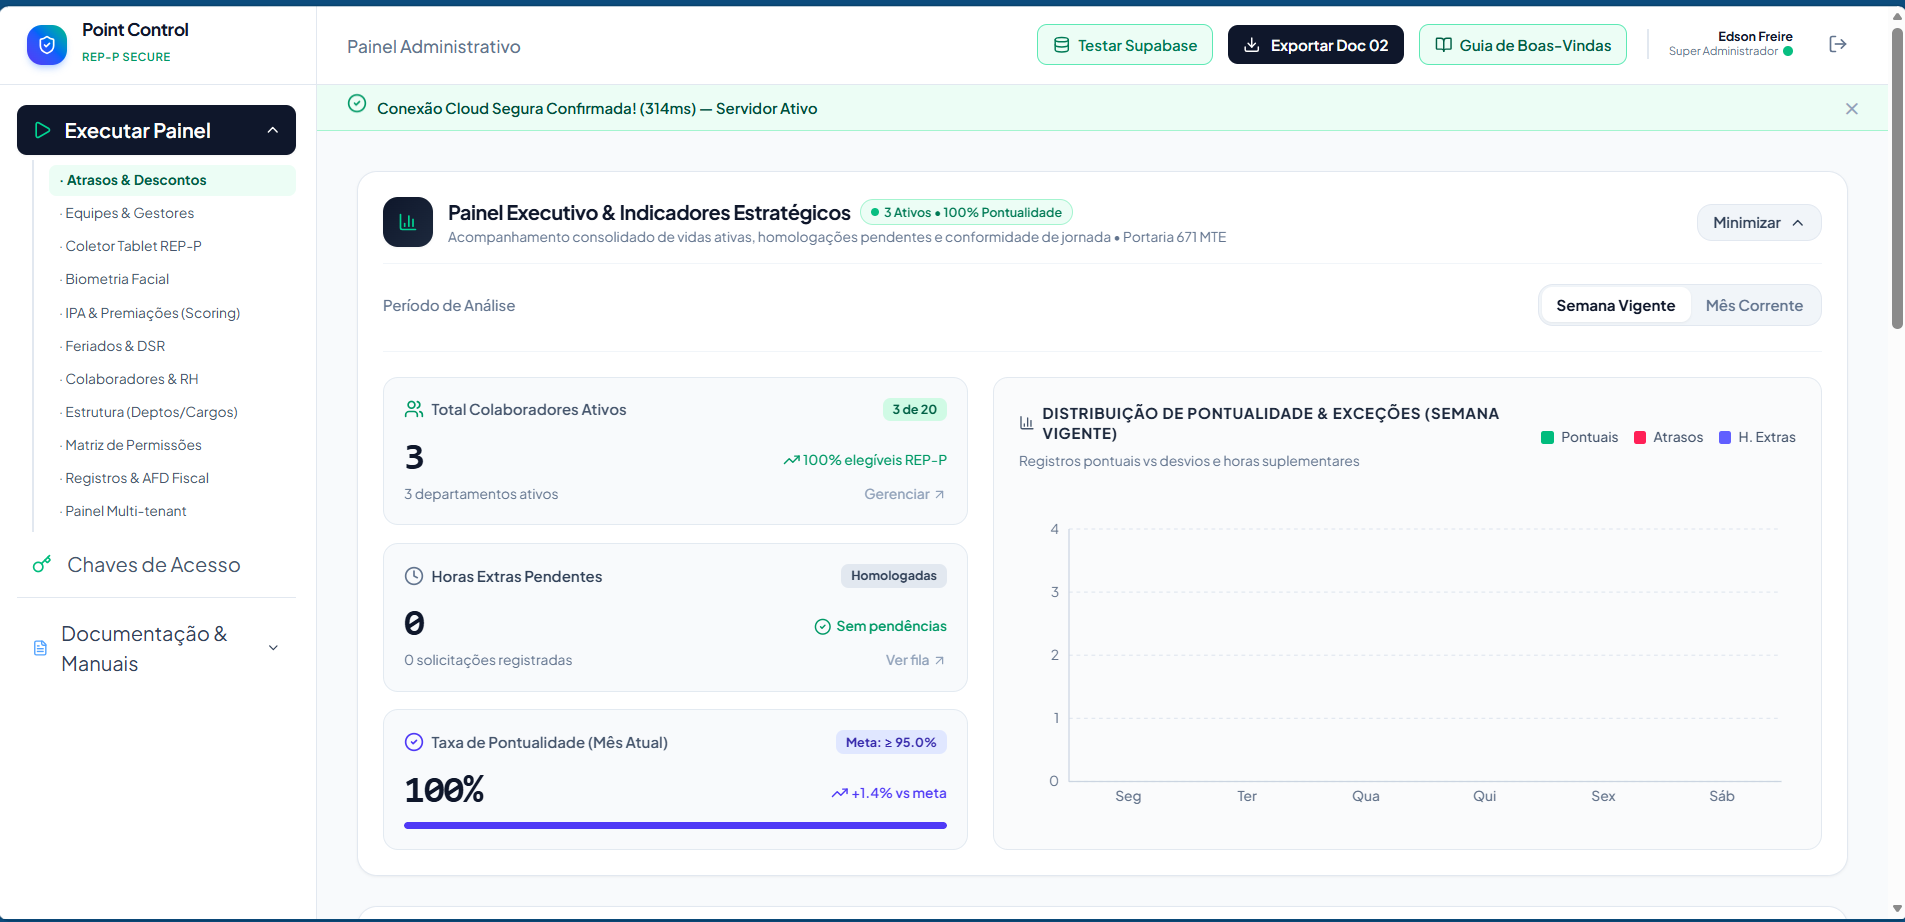 Point Control
REP-P SECURE
Painel Administrativo
Testar Supabase
Exportar Doc 02
Guia de Boas-Vindas
Edson Freire
Super Administrador
Conexão Cloud Segura Confirmada! (314ms) — Servidor Ativo
Executar Painel
· Atrasos & Descontos
· Equipes & Gestores
· Coletor Tablet REP-P
· Biometria Facial
· IPA & Premiações (Scoring)
· Feriados & DSR
· Colaboradores & RH
· Estrutura (Deptos/Cargos)
· Matriz de Permissões
· Registros & AFD Fiscal
· Painel Multi-tenant
Chaves de Acesso
Documentação &
Manuais
Painel Executivo & Indicadores Estratégicos
3 Ativos • 100% Pontualidade
Acompanhamento consolidado de vidas ativas, homologações pendentes e conformidade de jornada • Portaria 671 MTE
Minimizar
Período de Análise
Semana Vigente
Mês Corrente
Total Colaboradores Ativos
3 de 20
3
100% elegíveis REP-P
3 departamentos ativos
Gerenciar
Horas Extras Pendentes
Homologadas
0
Sem pendências
0 solicitações registradas
Ver fila
Taxa de Pontualidade (Mês Atual)
Meta: ≥ 95.0%
100%
+1.4% vs meta
DISTRIBUIÇÃO DE PONTUALIDADE & EXCEÇÕES (SEMANA
VIGENTE)
Registros pontuais vs desvios e horas suplementares
Pontuais
Atrasos
H. Extras
4
3
2
1
0
Seg
Ter
Qua
Qui
Sex
Sáb